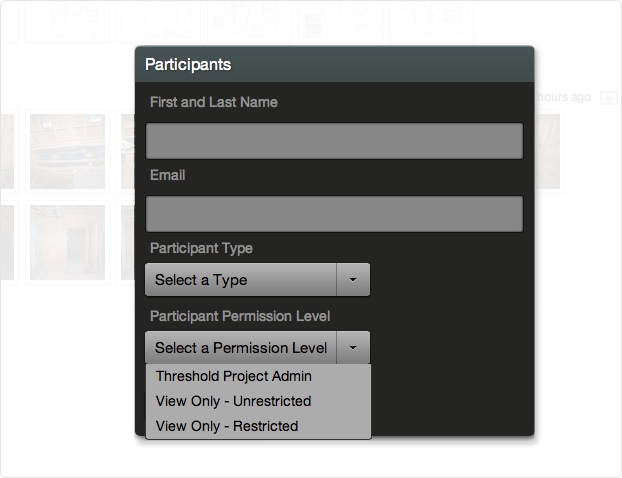 Participants
First and Last Name
hours ago
Email
Participant Type
Select a Type
Participant Permission Level
Select a Permission Level
Threshold Project Admin
View Only - Unrestricted
View Only - Restricted